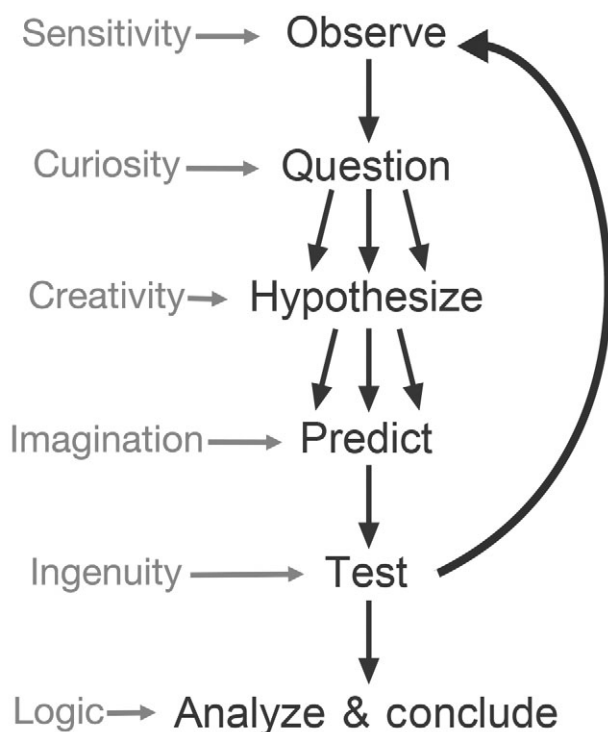 Sensitivity Observe
Curiosity Question
Creativity Hypothesize
Imagination Predict
Ingenuity Test
Logic Analyze & conclude